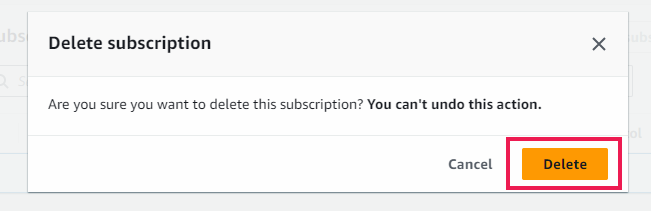 Delete subscription
Are you sure you want to delete this subscription? You can't undo this action.
Cancel
Delete